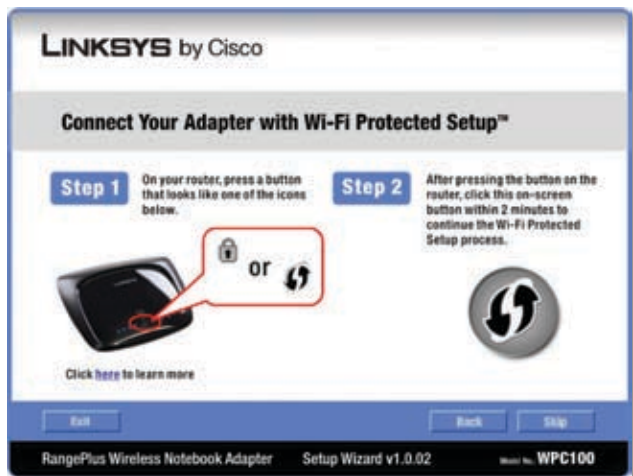 LINKSYS by Cisco
Connect Your Adapter with Wi-Fi Protected Setup™
Step 1
On your router, press a button
that looks like one of the icons
below.
or
Click here to learn more
Step 2
After pressing the button on the
router, click this on-screen
button within 2 minutes to
continue the Wi-Fi Protected
Setup process.
Exit
Back
Skip
RangePlus Wireless Notebook Adapter
Setup Wizard v1.0.02
Model No. WPC100